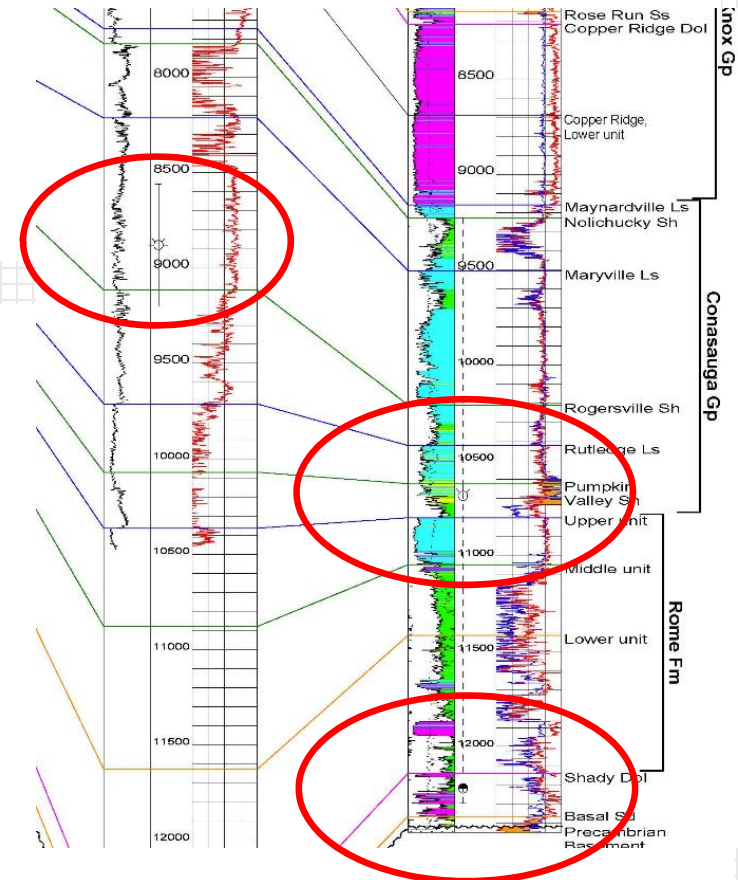 8000
8500
9000
9500
10000
10500
11000
11500
12000
8500
9000
9500
10000
10500
11000
11500
12000
Rose Run Ss
Copper Ridge Dol
Copper Ridge,
Lower unit
Maynardville Ls
Nolichucky Sh
Maryville Ls
Rogersville Sh
Rutledge Ls
Pumpkin
Valley Sh
Upper unit
Middle unit
Lower unit
Shady Dol
Basal Sd
Precambrian
Basement
Knox Gp
Conasauga Gp
Rome Fm